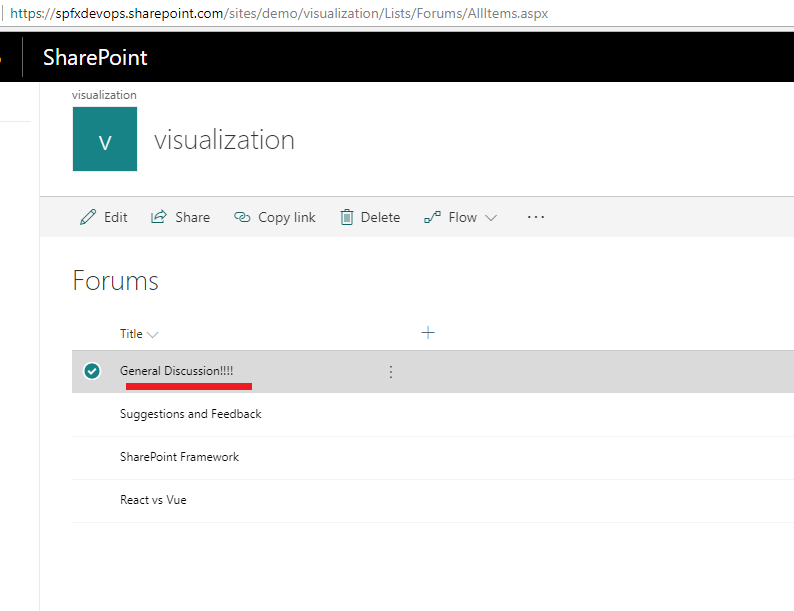 https://spfxdevops.sharepoint.com/sites/demo/visualization/Lists/Forums/AllItems.aspx
SharePoint
visualization
V
visualization
Edit Share Copy link Delete Flow ...
Forums
Title
General Discussion!!!!
Suggestions and Feedback
SharePoint Framework
React vs Vue